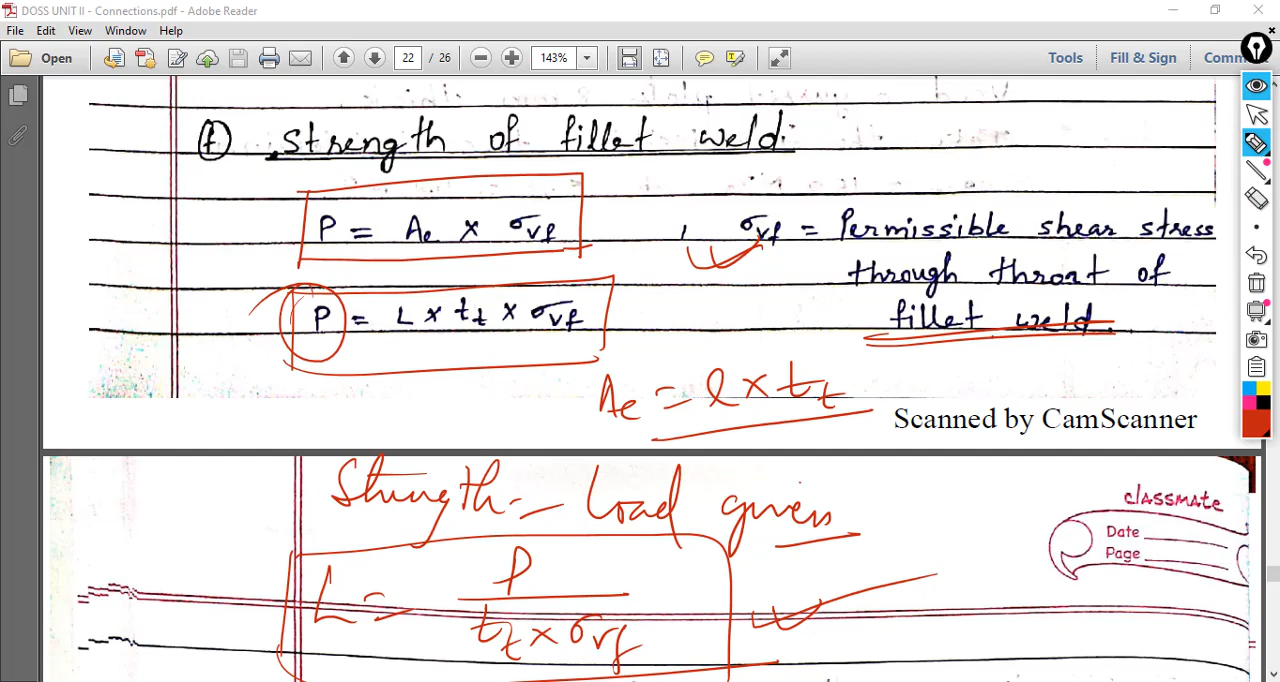 DOSS UNIT II - Connections.pdf - Adobe Reader
File Edit View Window Help
Open 22 / 26 143% Tools Fill & Sign Comm
f) Strength of fillet weld.
P = Ae × σvf , σvf = Permissible shear stress
through throat of
fillet weld.
P = L × tt × σvf
Ae = l × tt
Scanned by CamScanner
Strength = Load given
classmate
Date
Page
L = P / tt × σvf